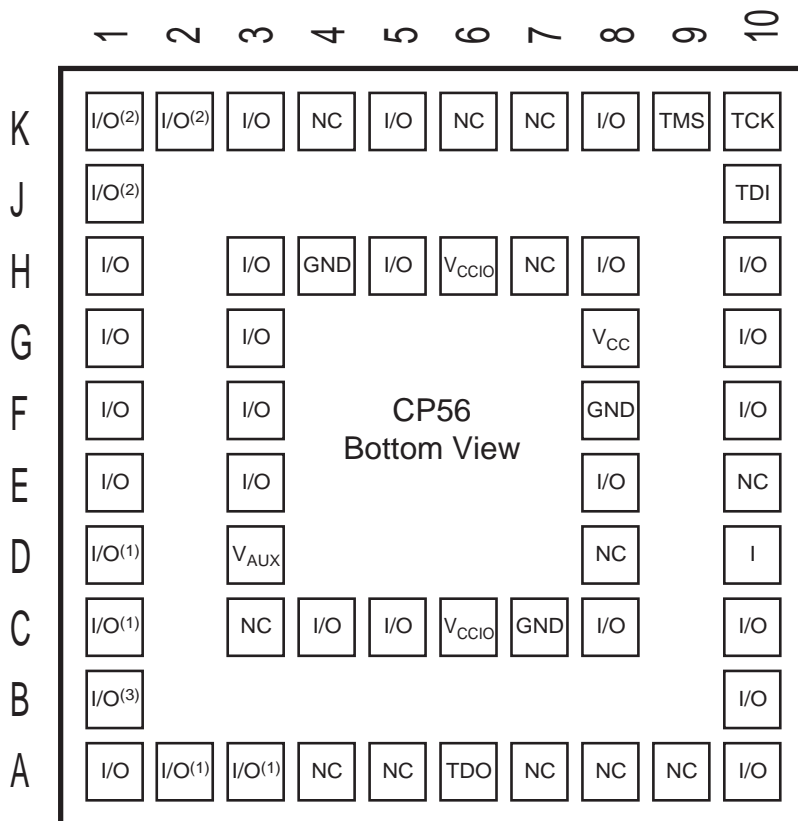 1 2 3 4 5 6 7 8 9 10
K I/O(2) I/O(2) I/O NC I/O NC NC I/O TMS TCK
J I/O(2) TDI
H I/O I/O GND I/O VCCIO NC I/O I/O
G I/O I/O VCC I/O
F I/O I/O CP56 GND I/O
Bottom View
E I/O I/O I/O NC
D I/O(1) VAUX NC I
C I/O(1) NC I/O I/O VCCIO GND I/O I/O
B I/O(3) I/O
A I/O I/O(1) I/O(1) NC NC TDO NC NC NC I/O